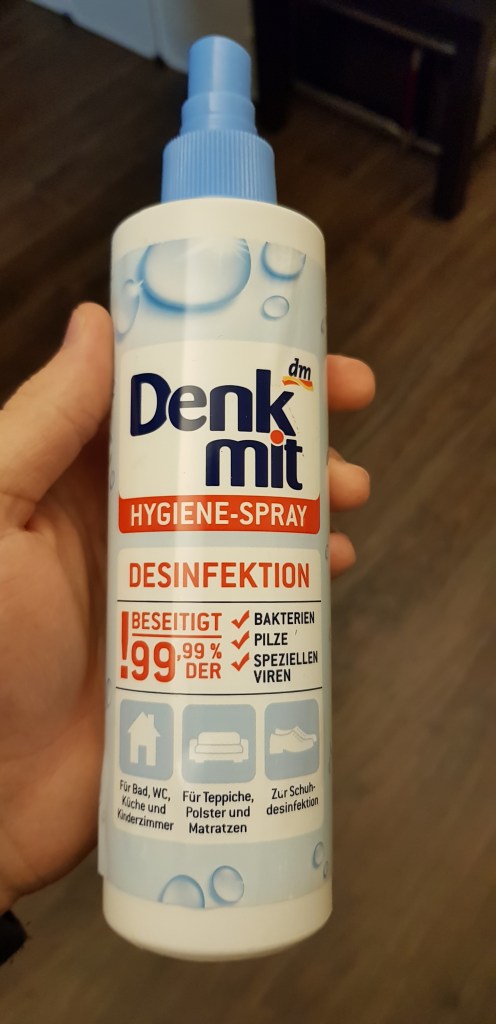 dm
Denk
mit
HYGIENE-SPRAY
DESINFEKTION
! BESEITIGT
99,99 % DER
✓ BAKTERIEN
✓ PILZE
✓ SPEZIELLEN
VIREN
Für Bad, WC,
Küche und
Kinderzimmer
Für Teppiche,
Polster und
Matratzen
Zur Schuh-
desinfektion